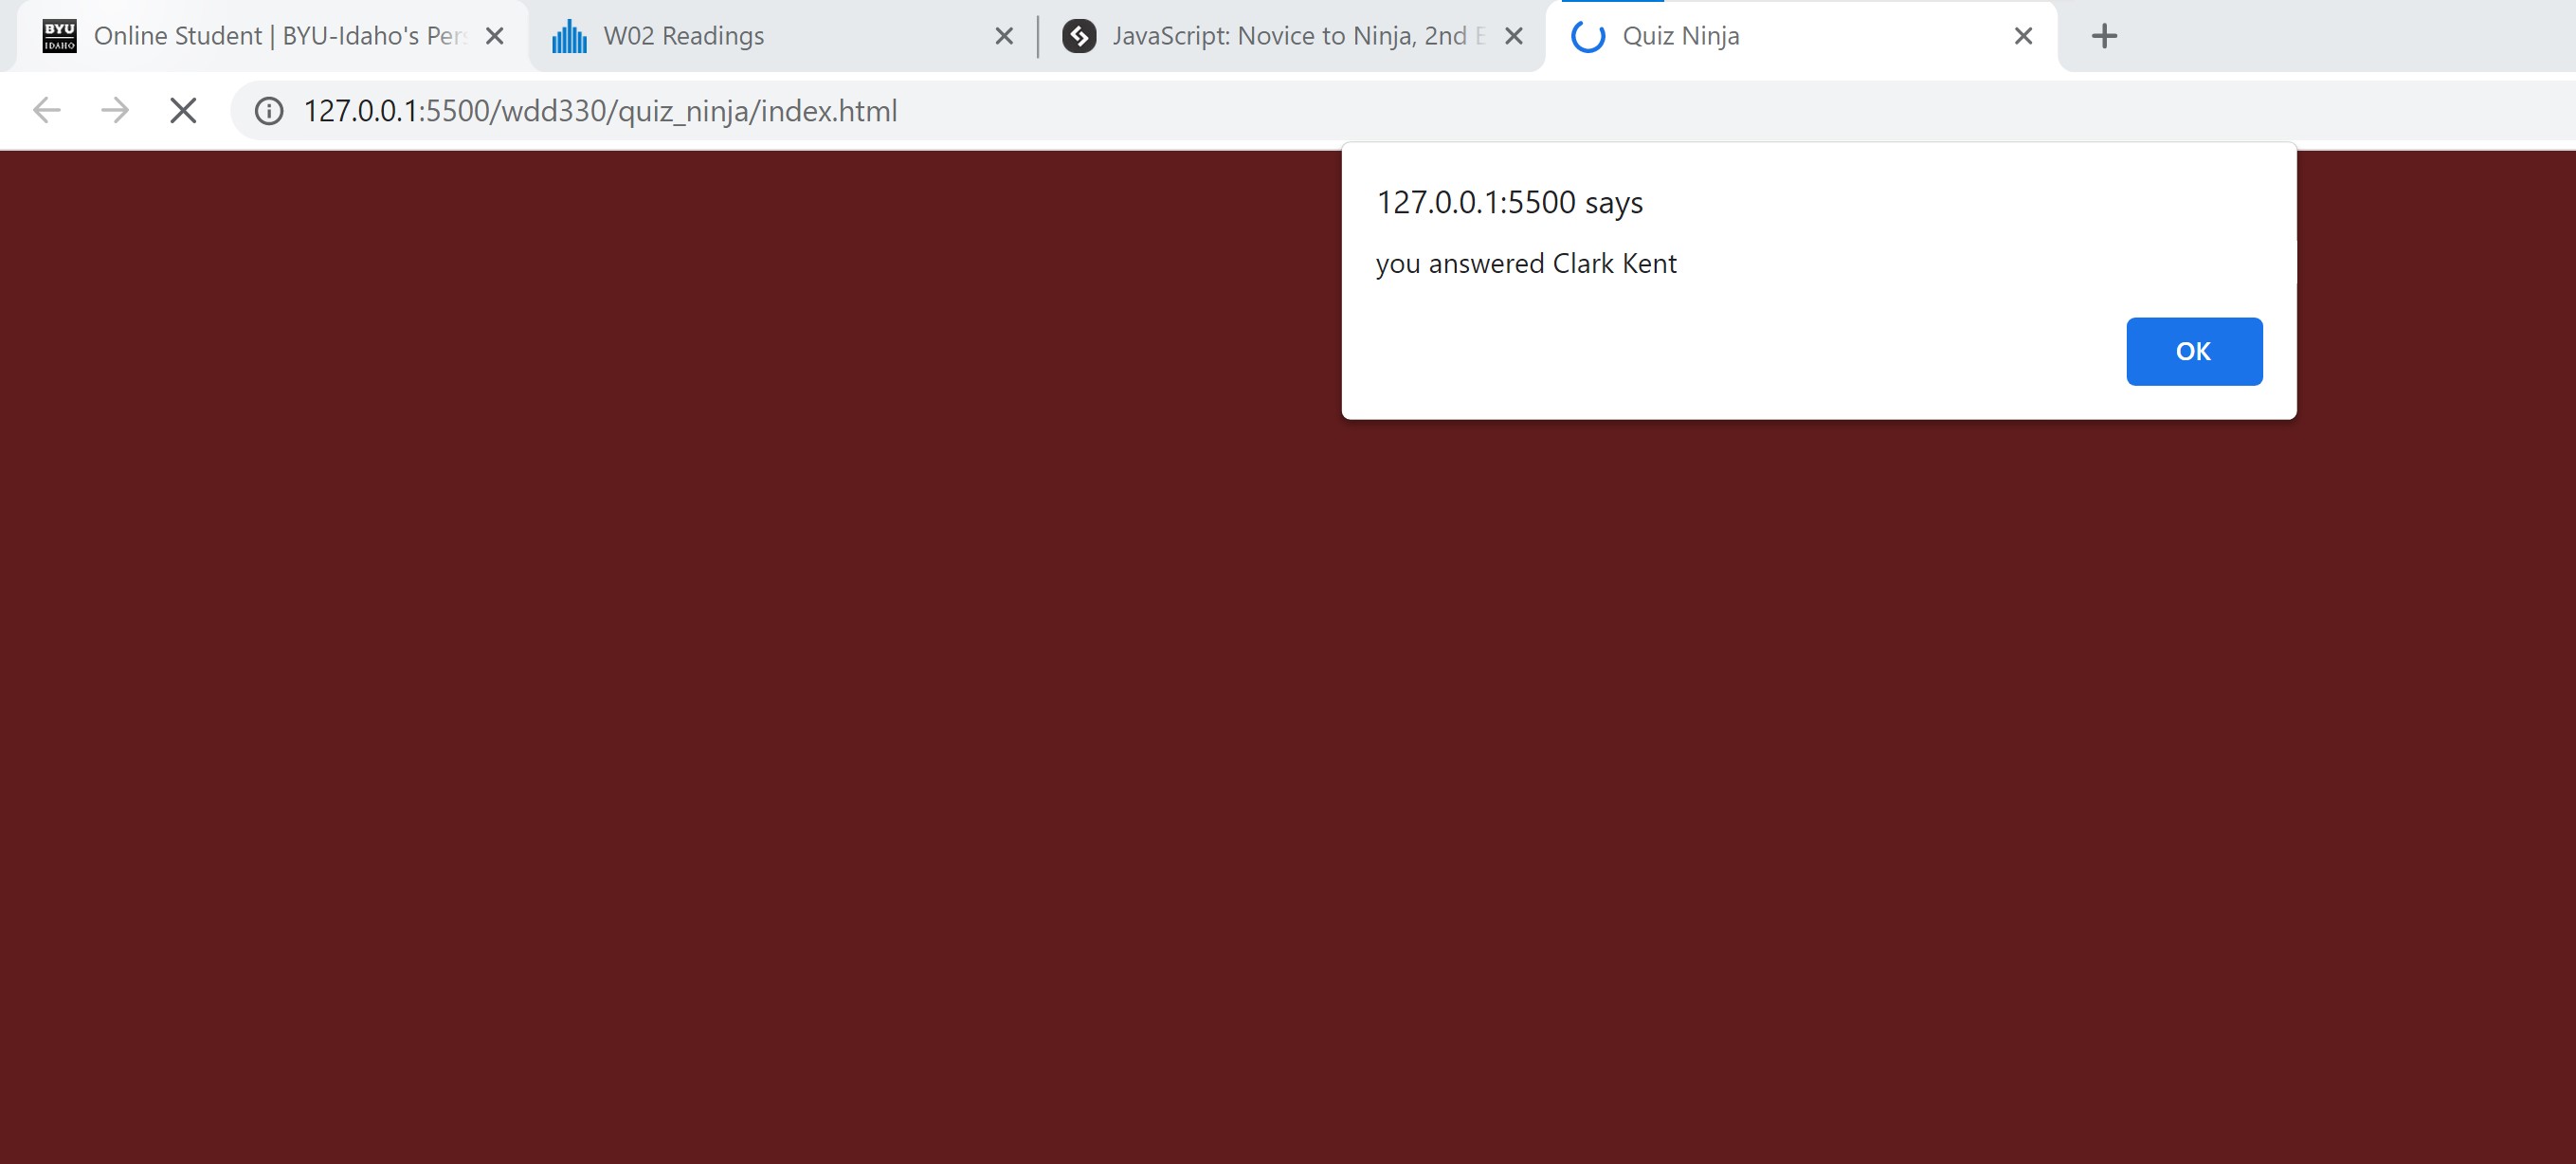 BYU
IDAHO
Online Student | BYU-Idaho's Per
W02 Readings
JavaScript: Novice to Ninja, 2nd E
Quiz Ninja
127.0.0.1:5500/wdd330/quiz_ninja/index.html
127.0.0.1:5500 says
you answered Clark Kent
OK